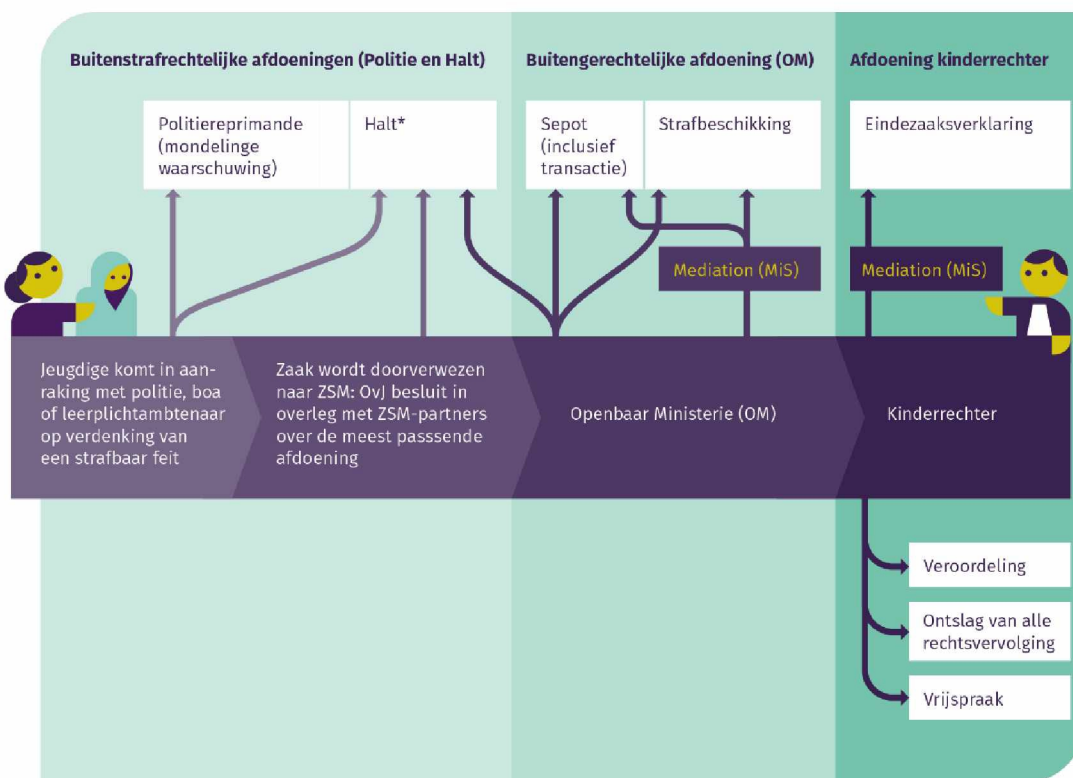 Buitenstrafrechtelijke afdoeningen (Politie en Halt)
Buitengerechtelijke afdoening (OM)
Afdoening kinderrechter
Politiereprimande
(mondelinge
waarschuwing)
Halt*
Sepot
(inclusief
transactie)
Strafbeschikking
Eindezaaksverklaring
Mediation (MiS)
Mediation (MiS)
Jeugdige komt in aan-
raking met politie, boa
of leerplichtambtenaar
op verdenking van
een strafbaar feit
Zaak wordt doorverwezen
naar ZSM: OvJ besluit in
overleg met ZSM-partners
over de meest passsende
afdoening
Openbaar Ministerie (OM)
Kinderrechter
Veroordeling
Ontslag van alle
rechtsvervolging
Vrijspraak